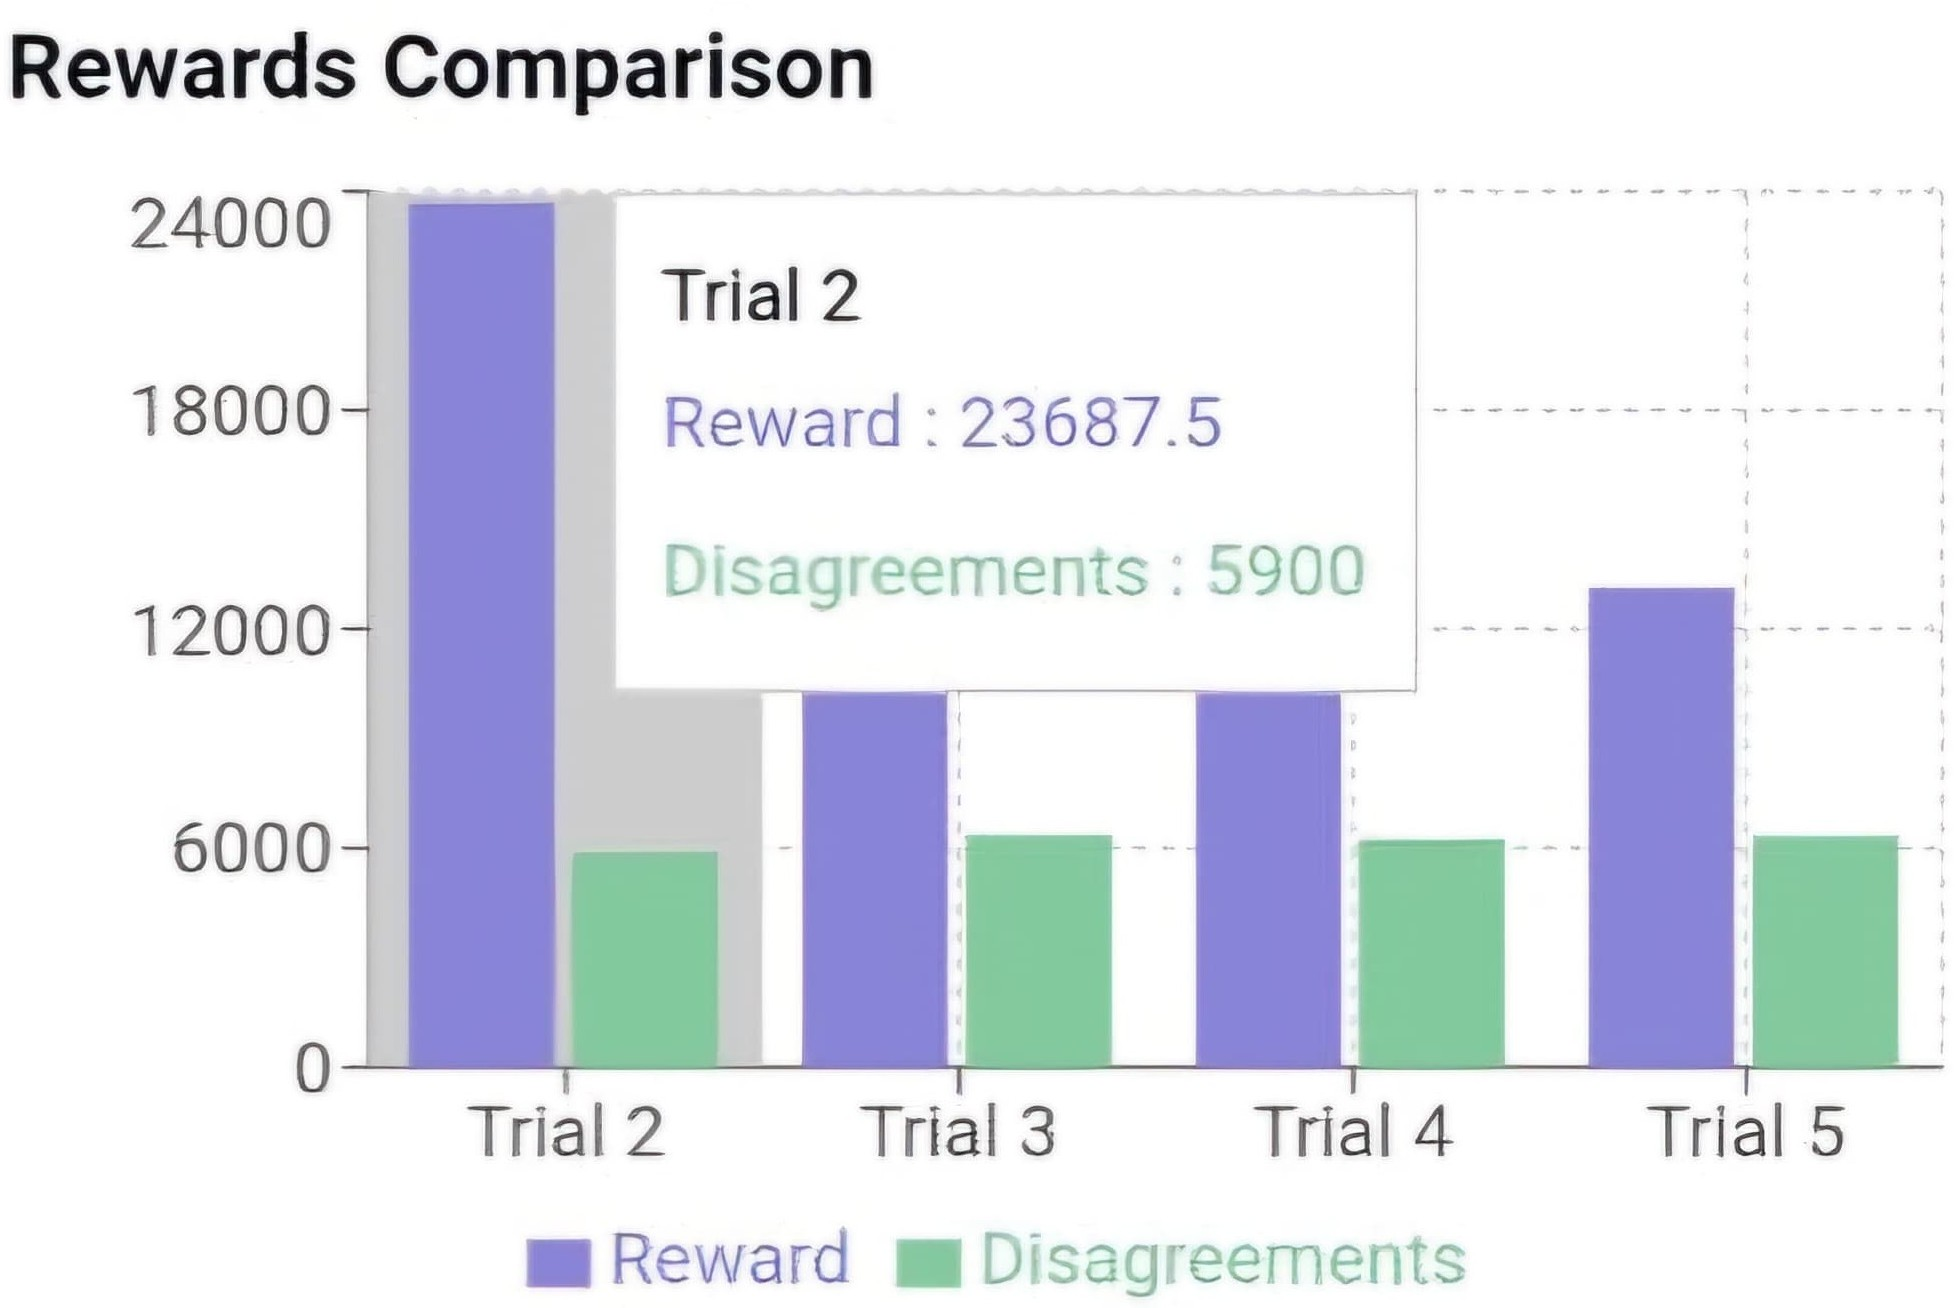 Rewards Comparison
24000
18000
12000
6000
0
Trial 2
Reward : 23687.5
Disagreements : 5900
Trial 2
Trial 3
Trial 4
Trial 5
Reward
Disagreements